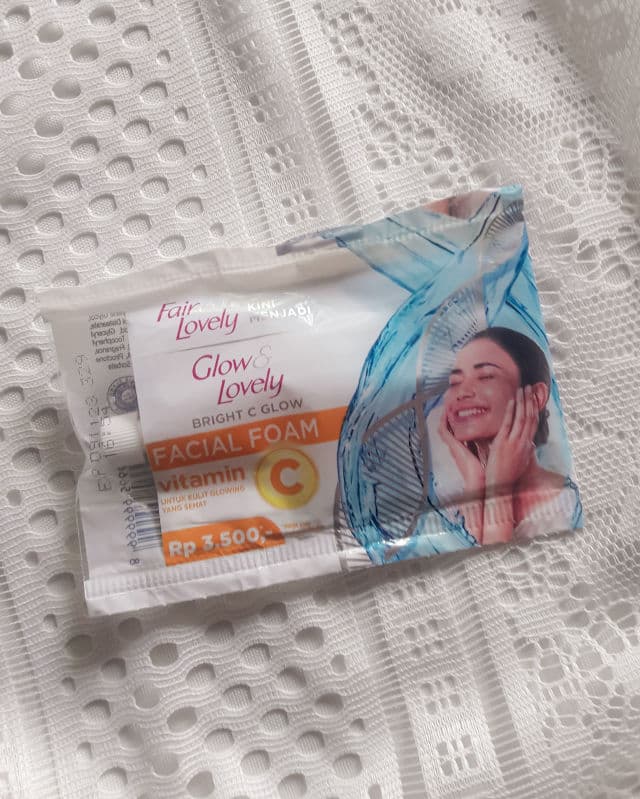 Fair
Lovely
KINI
MENJADI
Glow &
Lovely
BRIGHT C GLOW
FACIAL FOAM
vitamin
C
UNTUK KULIT GLOWING
YANG SEHAT
Rp 3.500,-